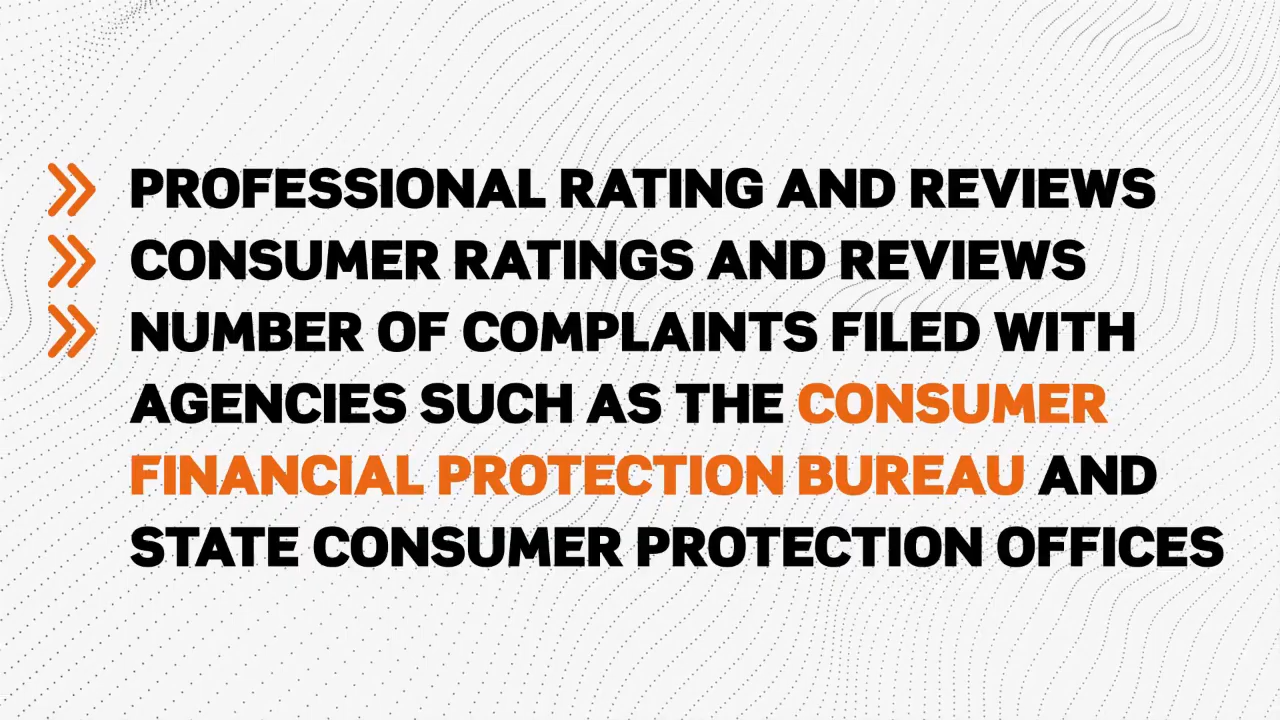 PROFESSIONAL RATING AND REVIEWS
CONSUMER RATINGS AND REVIEWS
NUMBER OF COMPLAINTS FILED WITH
AGENCIES SUCH AS THE CONSUMER
FINANCIAL PROTECTION BUREAU AND
STATE CONSUMER PROTECTION OFFICES